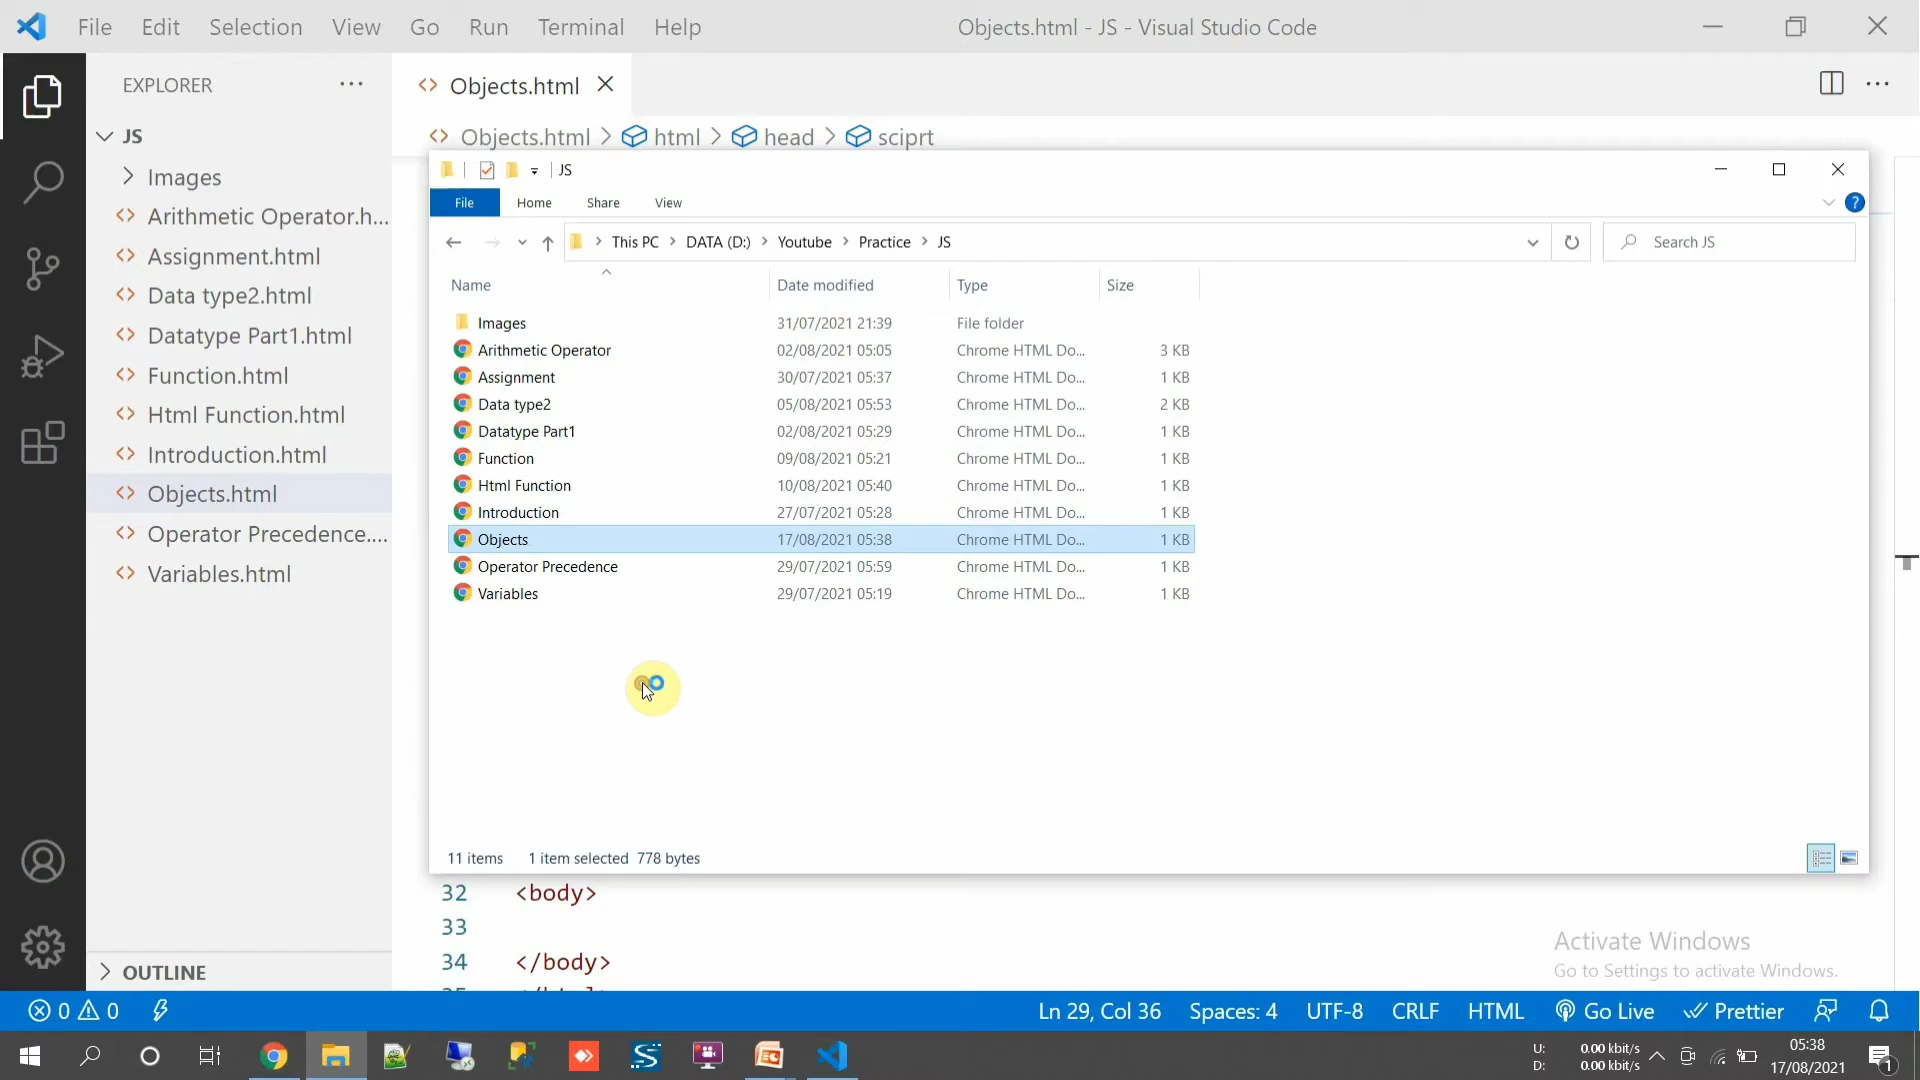 File Edit Selection View Go Run Terminal Help Objects.html - JS - Visual Studio Code
EXPLORER
Objects.html
JS
Objects.html > html > head > sciprt
Images
Arithmetic Operator.h...
Assignment.html
Data type2.html
Datatype Part1.html
Function.html
Html Function.html
Introduction.html
Objects.html
Operator Precedence....
Variables.html
OUTLINE
JS
File Home Share View
This PC > DATA (D:) > Youtube > Practice > JS
Search JS
Name Date modified Type Size
Images 31/07/2021 21:39 File folder
Arithmetic Operator 02/08/2021 05:05 Chrome HTML Do... 3 KB
Assignment 30/07/2021 05:37 Chrome HTML Do... 1 KB
Data type2 05/08/2021 05:53 Chrome HTML Do... 2 KB
Datatype Part1 02/08/2021 05:29 Chrome HTML Do... 1 KB
Function 09/08/2021 05:21 Chrome HTML Do... 1 KB
Html Function 10/08/2021 05:40 Chrome HTML Do... 1 KB
Introduction 27/07/2021 05:28 Chrome HTML Do... 1 KB
Objects 17/08/2021 05:38 Chrome HTML Do... 1 KB
Operator Precedence 29/07/2021 05:59 Chrome HTML Do... 1 KB
Variables 29/07/2021 05:19 Chrome HTML Do... 1 KB
11 items 1 item selected 778 bytes
32 <body>
33
34 </body>
Activate Windows
Go to Settings to activate Windows.
0 0 Ln 29, Col 36 Spaces: 4 UTF-8 CRLF HTML Go Live Prettier
U: 0.00 kbit/s
D: 0.00 kbit/s
05:38
17/08/2021
1